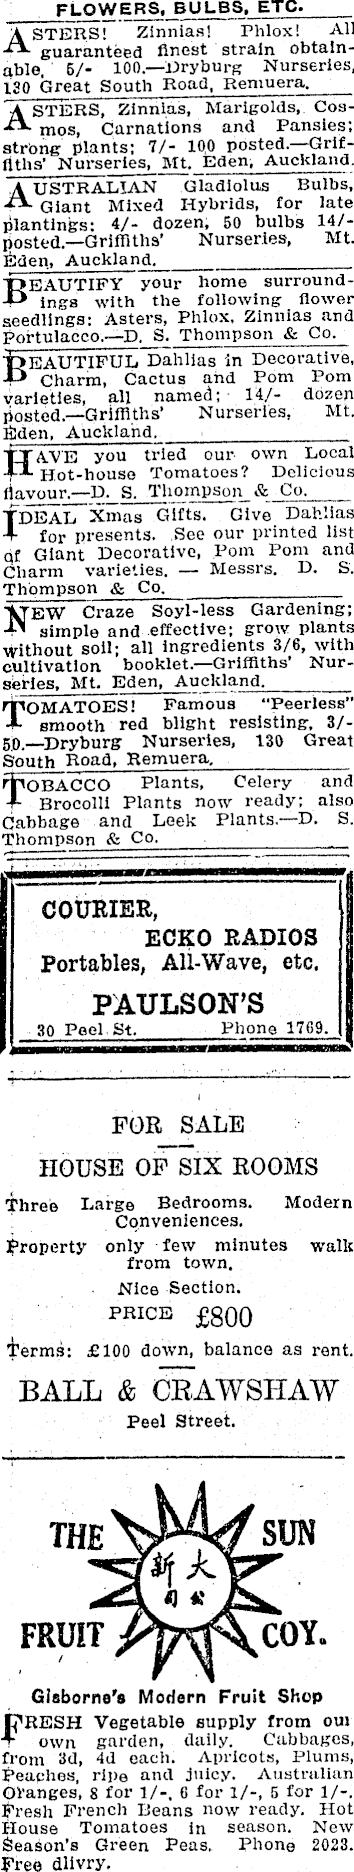 FLOWERS, BULBS, ETC.
ASTERS! Zinnias! Phlox! All
guaranteed finest strain obtain-
able, 5/- 100.—Dryburg Nurseries,
130 Great South Road, Remuera.
ASTERS, Zinnias, Marigolds, Cos-
mos, Carnations and Pansies;
strong plants; 7/- 100 posted.—Grif-
fiths' Nurseries, Mt. Eden, Auckland.
AUSTRALIAN Gladiolus Bulbs,
Giant Mixed Hybrids, for late
plantings: 4/- dozen, 50 bulbs 14/-
posted.—Griffiths' Nurseries, Mt.
Eden, Auckland.
BEAUTIFY your home surround-
ings with the following flower
seedlings: Asters, Phlox, Zinnias and
Portulacco.—D. S. Thompson & Co.
BEAUTIFUL Dahlias in Decorative,
Charm, Cactus and Pom Pom
varieties, all named; 14/- dozen
posted.—Griffiths' Nurseries, Mt.
Eden, Auckland.
HAVE you tried our own Local
Hot-house Tomatoes? Delicious
flavour.—D. S. Thompson & Co.
IDEAL Xmas Gifts. Give Dahlias
for presents. See our printed list
of Giant Decorative, Pom Pom and
Charm varieties. — Messrs. D. S.
Thompson & Co.
NEW Craze Soyl-less Gardening;
simple and effective; grow plants
without soil; all ingredients 3/6, with
cultivation booklet.—Griffiths' Nur-
series, Mt. Eden, Auckland.
TOMATOES! Famous "Peerless"
smooth red blight resisting, 3/-
50.—Dryburg Nurseries, 130 Great
South Road, Remuera.
TOBACCO Plants, Celery and
Brocolli Plants now ready; also
Cabbage and Leek Plants.—D. S.
Thompson & Co.
COURIER,
ECKO RADIOS
Portables, All-Wave, etc.
PAULSON'S
30 Peel St. Phone 1769.
FOR SALE
HOUSE OF SIX ROOMS
Three Large Bedrooms. Modern
Conveniences.
Property only few minutes walk
from town.
Nice Section.
PRICE £800
Terms: £100 down, balance as rent.
BALL & CRAWSHAW
Peel Street.
THE SUN
新大
司公
FRUIT COY.
Gisborne's Modern Fruit Shop
FRESH Vegetable supply from our
own garden, daily. Cabbages,
from 3d, 4d each. Apricots, Plums,
Peaches, ripe and juicy. Australian
Oranges, 8 for 1/-, 6 for 1/-, 5 for 1/-.
Fresh French Beans now ready. Hot
House Tomatoes in season. New
Season's Green Peas. Phone 2023.
Free dlivry.